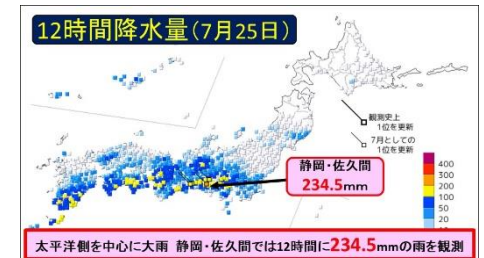 12時間降水量(7月25日)
観測史上
1位を更新
7月としての
1位を更新
静岡・佐久間
234.5mm
400
300
200
100
50
20
太平洋側を中心に大雨 静岡・佐久間では12時間に234.5mmの雨を観測